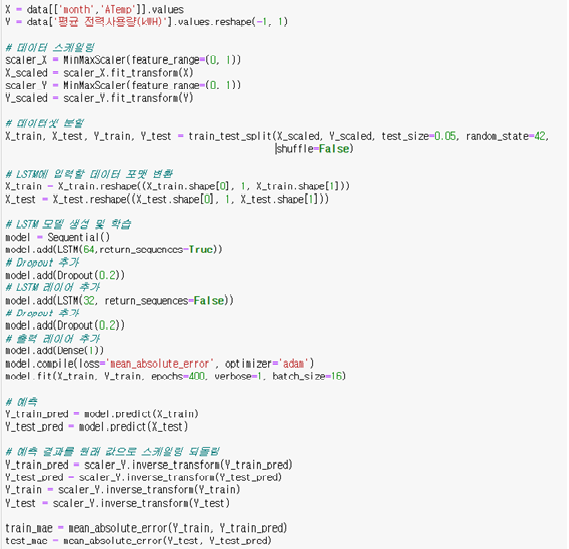 X = data[['month','ATemp']].values
Y = data['평균 전력사용량(kWH)'].values.reshape(-1, 1)
# 데이터 스케일링
scaler_X = MinMaxScaler(feature_range=(0, 1))
X_scaled = scaler_X.fit_transform(X)
scaler_Y = MinMaxScaler(feature_range=(0, 1))
Y_scaled = scaler_Y.fit_transform(Y)
# 데이터셋 분할
X_train, X_test, Y_train, Y_test = train_test_split(X_scaled, Y_scaled, test_size=0.05, random_state=42,
shuffle=False)
# LSTM에 입력할 데이터 포맷 변환
X_train = X_train.reshape((X_train.shape[0], 1, X_train.shape[1]))
X_test = X_test.reshape((X_test.shape[0], 1, X_test.shape[1]))
# LSTM 모델 생성 및 학습
model = Sequential()
model.add(LSTM(64,return_sequences=True))
# Dropout 추가
model.add(Dropout(0.2))
# LSTM 레이어 추가
model.add(LSTM(32, return_sequences=False))
# Dropout 추가
model.add(Dropout(0.2))
# 출력 레이어 추가
model.add(Dense(1))
model.compile(loss='mean_absolute_error', optimizer='adam')
model.fit(X_train, Y_train, epochs=400, verbose=1, batch_size=16)
# 예측
Y_train_pred = model.predict(X_train)
Y_test_pred = model.predict(X_test)
# 예측 결과를 원래 값으로 스케일링 되돌림
Y_train_pred = scaler_Y.inverse_transform(Y_train_pred)
Y_test_pred = scaler_Y.inverse_transform(Y_test_pred)
Y_train = scaler_Y.inverse_transform(Y_train)
Y_test = scaler_Y.inverse_transform(Y_test)
train_mae = mean_absolute_error(Y_train, Y_train_pred)
test_mae = mean_absolute_error(Y_test, Y_test_pred)